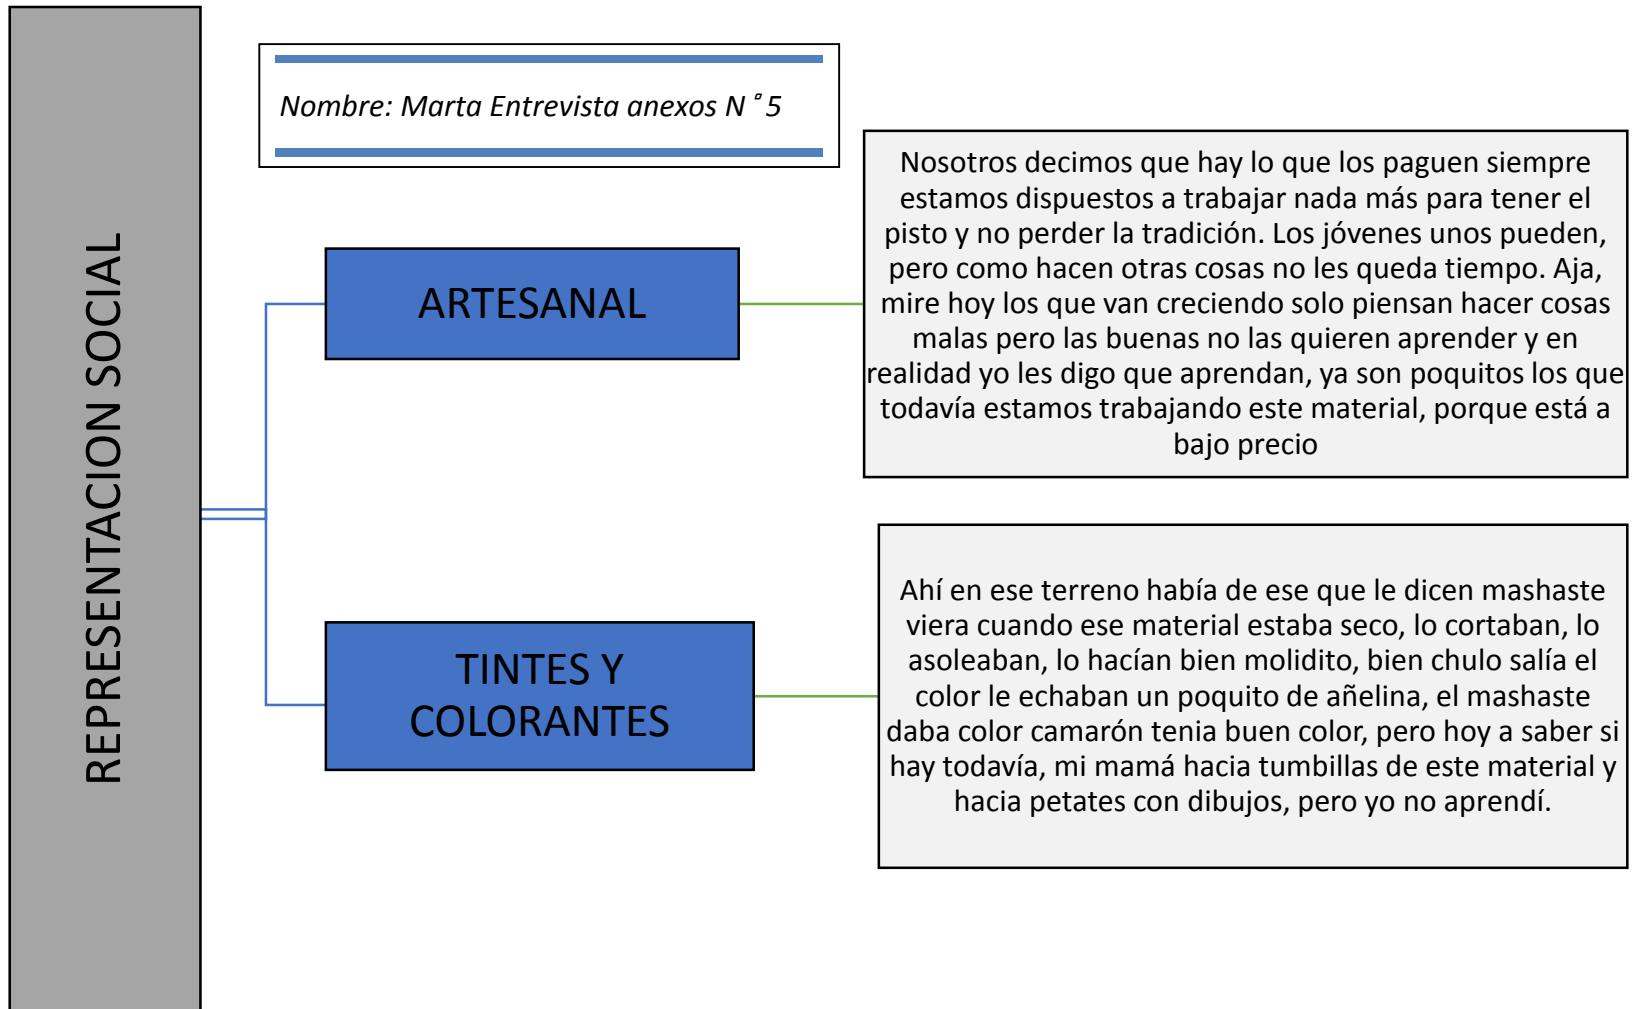 REPRESENTACION SOCIAL
Nombre: Marta Entrevista anexos N ° 5
ARTESANAL
Nosotros decimos que hay lo que los paguen siempre
estamos dispuestos a trabajar nada más para tener el
pisto y no perder la tradición. Los jóvenes unos pueden,
pero como hacen otras cosas no les queda tiempo. Aja,
mire hoy los que van creciendo solo piensan hacer cosas
malas pero las buenas no las quieren aprender y en
realidad yo les digo que aprendan, ya son poquitos los que
todavía estamos trabajando este material, porque está a
bajo precio
TINTES Y
COLORANTES
Ahí en ese terreno había de ese que le dicen mashaste
viera cuando ese material estaba seco, lo cortaban, lo
asoleaban, lo hacían bien molidito, bien chulo salía el
color le echaban un poquito de añelina, el mashaste
daba color camarón tenia buen color, pero hoy a saber si
hay todavía, mi mamá hacia tumbillas de este material y
hacia petates con dibujos, pero yo no aprendí.